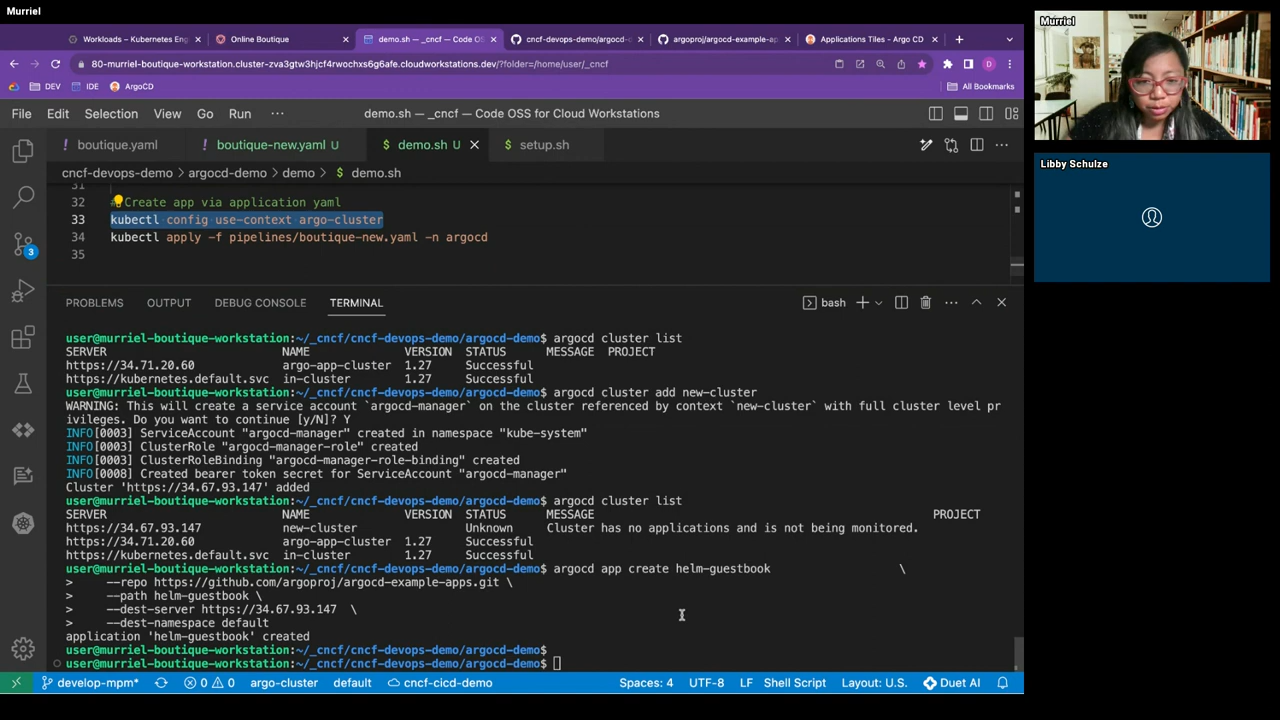 Murriel
Workloads – Kubernetes Eng
Online Boutique
demo.sh — _cncf — Code OS
cncf-devops-demo/argocd-d
argoproj/argocd-example-ap
Applications Tiles - Argo CD
80-murriel-boutique-workstation.cluster-zva3gtw3hjcf4rwochxs6g6afe.cloudworkstations.dev/?folder=/home/user/_cncf
D
DEV
IDE
ArgoCD
All Bookmarks
File Edit Selection View Go Run ···
demo.sh — _cncf — Code OSS for Cloud Workstations
! boutique.yaml
! boutique-new.yaml U
$ demo.sh U
$ setup.sh
cncf-devops-demo > argocd-demo > demo > $ demo.sh
31
32 # Create app via application yaml
33 kubectl config use-context argo-cluster
34 kubectl apply -f pipelines/boutique-new.yaml -n argocd
35
3
PROBLEMS OUTPUT DEBUG CONSOLE TERMINAL
bash
user@murriel-boutique-workstation:~/_cncf/cncf-devops-demo/argocd-demo$ argocd cluster list
SERVER NAME VERSION STATUS MESSAGE PROJECT
https://34.71.20.60 argo-app-cluster 1.27 Successful
https://kubernetes.default.svc in-cluster 1.27 Successful
user@murriel-boutique-workstation:~/_cncf/cncf-devops-demo/argocd-demo$ argocd cluster add new-cluster
WARNING: This will create a service account `argocd-manager` on the cluster referenced by context `new-cluster` with full cluster level pr
ivileges. Do you want to continue [y/N]? Y
INFO[0003] ServiceAccount "argocd-manager" created in namespace "kube-system"
INFO[0003] ClusterRole "argocd-manager-role" created
INFO[0003] ClusterRoleBinding "argocd-manager-role-binding" created
INFO[0008] Created bearer token secret for ServiceAccount "argocd-manager"
Cluster 'https://34.67.93.147' added
user@murriel-boutique-workstation:~/_cncf/cncf-devops-demo/argocd-demo$ argocd cluster list
SERVER NAME VERSION STATUS MESSAGE PROJECT
https://34.67.93.147 new-cluster Unknown Cluster has no applications and is not being monitored.
https://34.71.20.60 argo-app-cluster 1.27 Successful
https://kubernetes.default.svc in-cluster 1.27 Successful
user@murriel-boutique-workstation:~/_cncf/cncf-devops-demo/argocd-demo$ argocd app create helm-guestbook \
> --repo https://github.com/argoproj/argocd-example-apps.git \
> --path helm-guestbook \
> --dest-server https://34.67.93.147 \
> --dest-namespace default
application 'helm-guestbook' created
user@murriel-boutique-workstation:~/_cncf/cncf-devops-demo/argocd-demo$
user@murriel-boutique-workstation:~/_cncf/cncf-devops-demo/argocd-demo$
develop-mpm* 0 0 argo-cluster default cncf-cicd-demo Spaces: 4 UTF-8 LF Shell Script Layout: U.S. Duet AI
Murriel
Libby Schulze